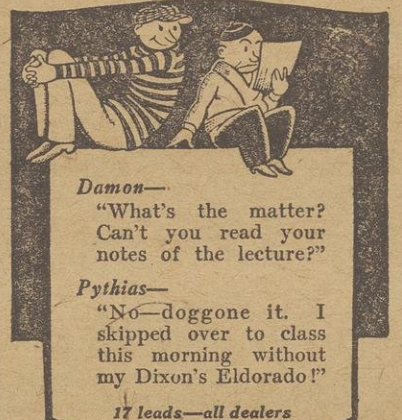 Damon—
"What's the matter?
Can't you read your
notes of the lecture?"
Pythias—
"No—doggone it. I
skipped over to class
this morning without
my Dixon's Eldorado!"
17 leads—all dealers